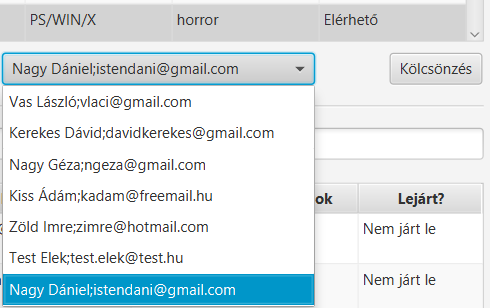 PS/WIN/X horror Elérhető
Nagy Dániel;istendani@gmail.com Kölcsönzés
Vas László;vlaci@gmail.com
Kerekes Dávid;davidkerekes@gmail.com
Nagy Géza;ngeza@gmail.com
Kiss Ádám;kadam@freemail.hu
Zöld Imre;zimre@hotmail.com
Test Elek;test.elek@test.hu
Nagy Dániel;istendani@gmail.com
ok Lejárt?
Nem járt le
Nem járt le